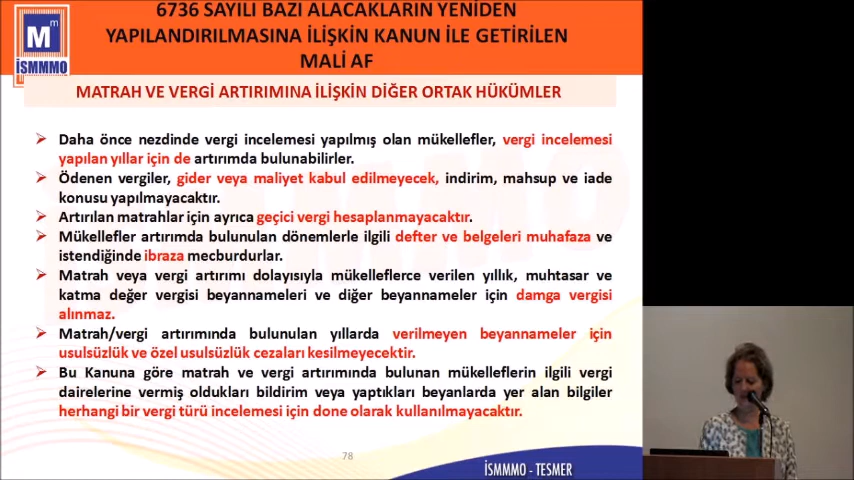 6736 SAYILI BAZI ALACAKLARIN YENİDEN
YAPILANDIRILMASINA İLİŞKİN KANUN İLE GETİRİLEN
MALİ AF
Mm
İSMMMO
MATRAH VE VERGİ ARTIRIMINA İLİŞKİN DİĞER ORTAK HÜKÜMLER
Daha önce nezdinde vergi incelemesi yapılmış olan mükellefler, vergi incelemesi
yapılan yıllar için de artırımda bulunabilirler.
Ödenen vergiler, gider veya maliyet kabul edilmeyecek, indirim, mahsup ve iade
konusu yapılmayacaktır.
Artırılan matrahlar için ayrıca geçici vergi hesaplanmayacaktır.
Mükellefler artırımda bulunulan dönemlerle ilgili defter ve belgeleri muhafaza ve
istendiğinde ibraza mecburdurlar.
Matrah veya vergi artırımı dolayısıyla mükelleflerce verilen yıllık, muhtasar ve
katma değer vergisi beyannameleri ve diğer beyannameler için damga vergisi
alınmaz.
Matrah/vergi artırımında bulunulan yıllarda verilmeyen beyannameler için
usulsüzlük ve özel usulsüzlük cezaları kesilmeyecektir.
Bu Kanuna göre matrah ve vergi artırımında bulunan mükelleflerin ilgili vergi
dairelerine vermiş oldukları bildirim veya yaptıkları beyanlarda yer alan bilgiler
herhangi bir vergi türü incelemesi için done olarak kullanılmayacaktır.
78
İSMMMO - TESMER